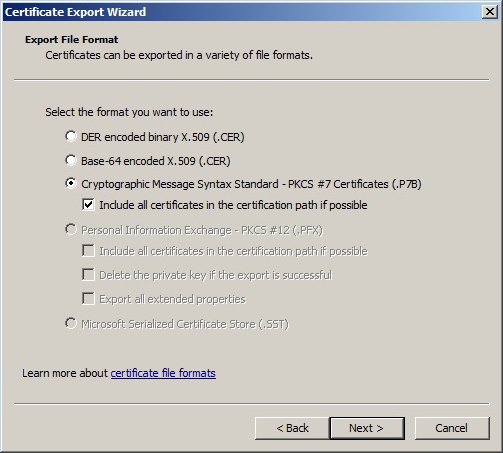 Certificate Export Wizard
Export File Format
Certificates can be exported in a variety of file formats.
Select the format you want to use:
DER encoded binary X.509 (.CER)
Base-64 encoded X.509 (.CER)
Cryptographic Message Syntax Standard - PKCS #7 Certificates (.P7B)
Include all certificates in the certification path if possible
Personal Information Exchange - PKCS #12 (.PFX)
Include all certificates in the certification path if possible
Delete the private key if the export is successful
Export all extended properties
Microsoft Serialized Certificate Store (.SST)
Learn more about certificate file formats
< Back
Next >
Cancel